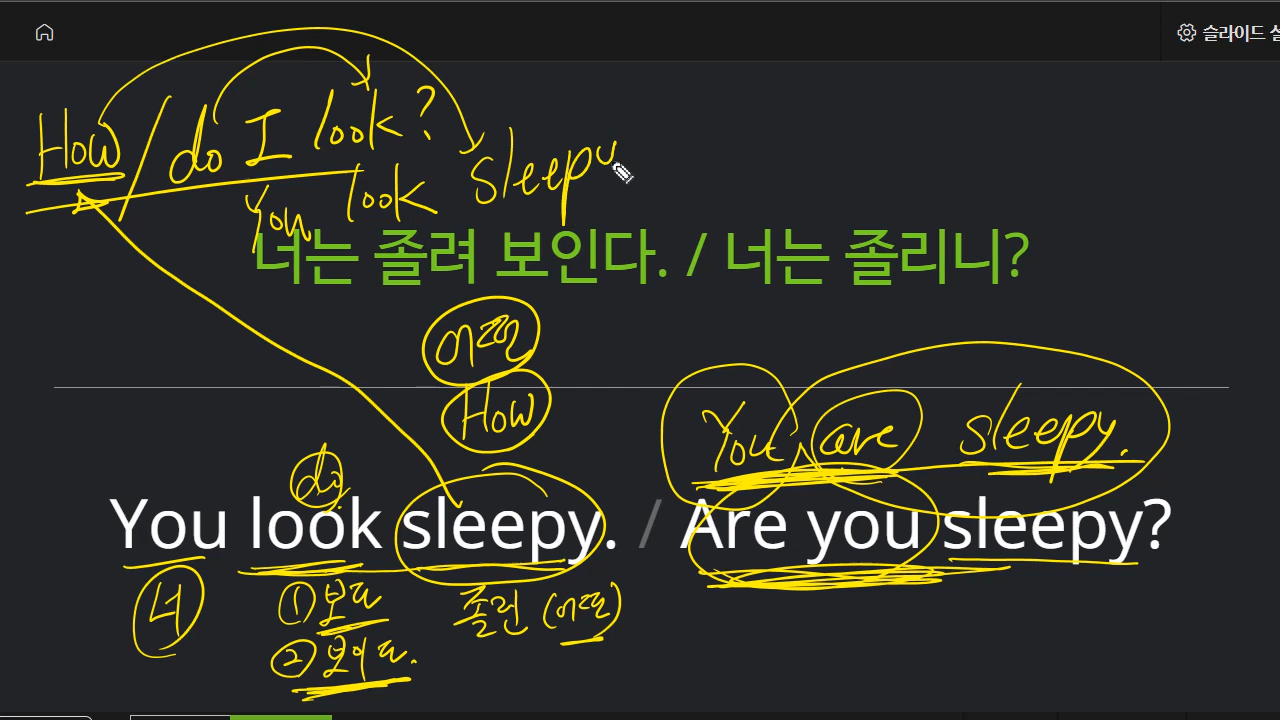 슬라이드 설
How / do I look?
You look sleepy
너는 졸려 보인다. / 너는 졸리니?
어떤
How
You are sleepy.
do
You look sleepy. / Are you sleepy?
너
①보다
졸린 (어떤)
②보이다.